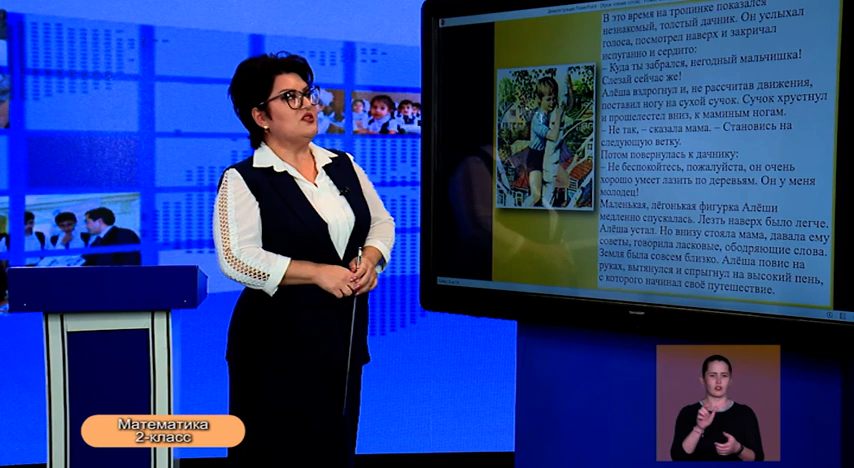 В это время на тропинке показался
незнакомый, толстый дачник. Он услыхал
голоса, посмотрел наверх и закричал
испуганно и сердито:
– Куда ты забрался, негодный мальчишка!
Слезай сейчас же!
Алёша вздрогнул и, не рассчитав движения,
поставил ногу на сухой сучок. Сучок хрустнул
и прошелестел вниз, к маминым ногам.
– Не так, – сказала мама. – Становись на
следующую ветку.
Потом повернулась к дачнику:
– Не беспокойтесь, пожалуйста, он очень
хорошо умеет лазить по деревьям. Он у меня
молодец!
Маленькая, лёгонькая фигурка Алёши
медленно спускалась. Лезть наверх было легче.
Алёша устал. Но внизу стояла мама, давала ему
советы, говорила ласковые, ободряющие слова.
Земля была совсем близко. Алёша повис на
руках, вытянулся и спрыгнул на высокий пень,
с которого начинал своё путешествие.
SHARP
Математика
2-класс